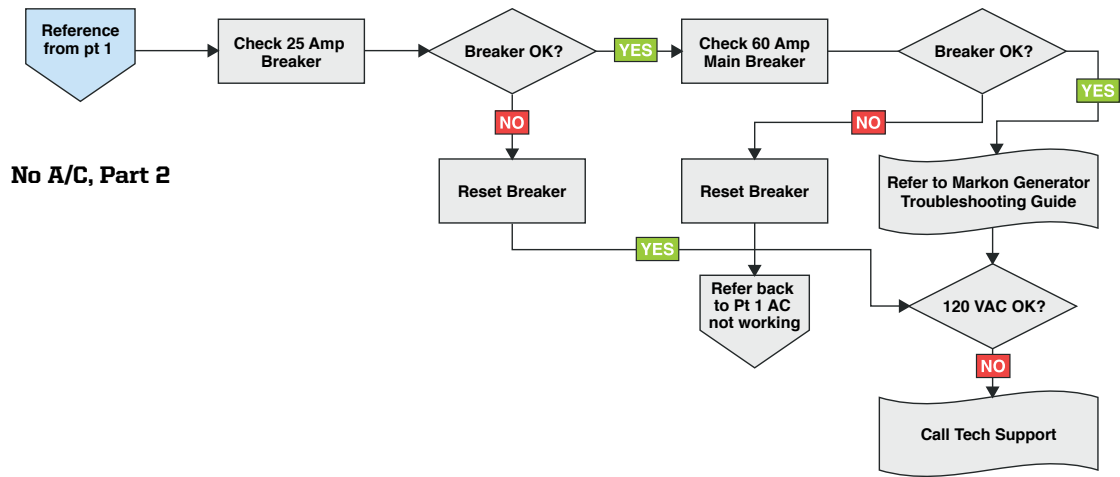 Reference
from pt 1
Check 25 Amp
Breaker
Breaker OK?
YES
Check 60 Amp
Main Breaker
Breaker OK?
YES
NO
NO
No A/C, Part 2
Reset Breaker
Reset Breaker
Refer to Markon Generator
Troubleshooting Guide
YES
Refer back
to Pt 1 AC
not working
120 VAC OK?
NO
Call Tech Support